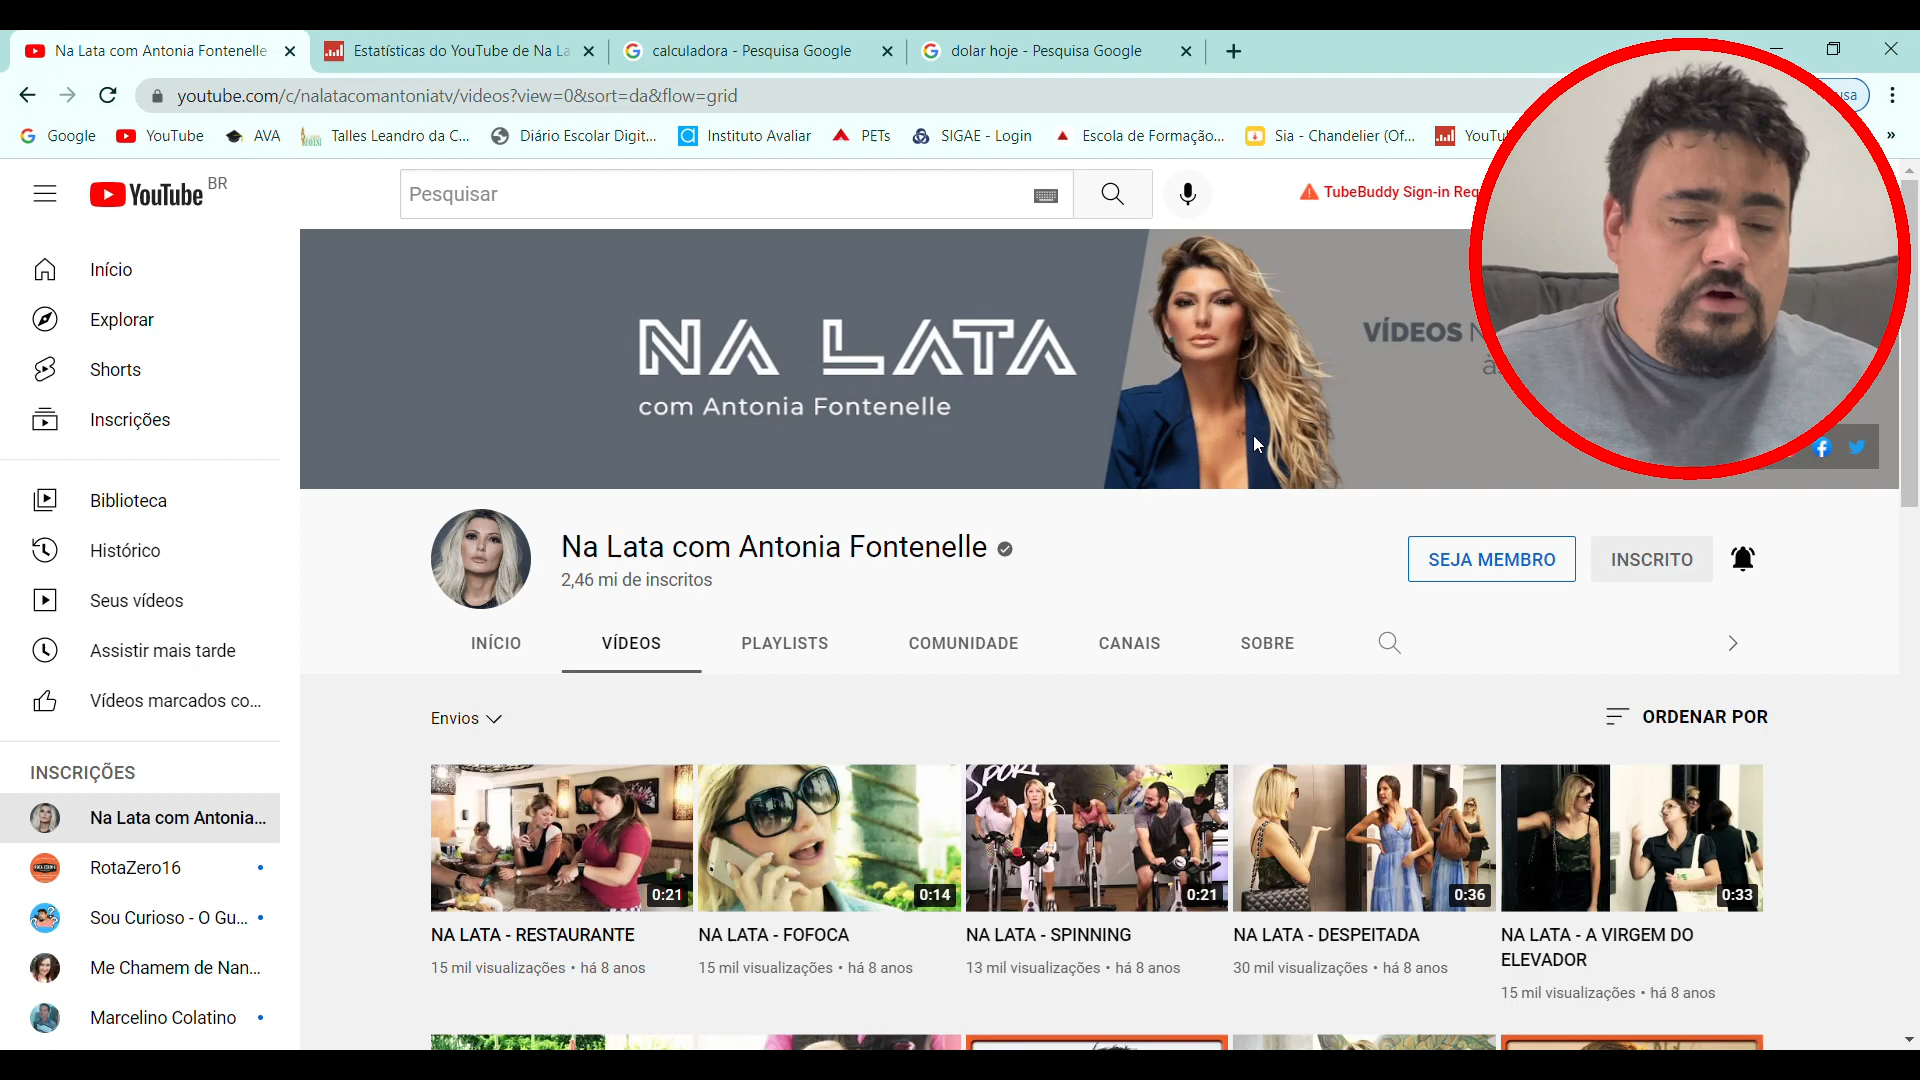 Na Lata com Antonia Fontenelle
Estatísticas do YouTube de Na La
calculadora - Pesquisa Google
dolar hoje - Pesquisa Google
youtube.com/c/nalatacomantoniatv/videos?view=0&sort=da&flow=grid
Google
YouTube
AVA
Talles Leandro da C...
Diário Escolar Digit...
Instituto Avaliar
PETs
SIGAE - Login
Escola de Formação...
Sia - Chandelier (Of...
YouTu
»
YouTube BR
Pesquisar
TubeBuddy Sign-in Req
Início
Explorar
Shorts
Inscrições
Biblioteca
Histórico
Seus vídeos
Assistir mais tarde
Vídeos marcados co...
INSCRIÇÕES
Na Lata com Antonia...
RotaZero16
Sou Curioso - O Gu...
Me Chamem de Nan...
Marcelino Colatino
NA LATA
com Antonia Fontenelle
VÍDEOS
Na Lata com Antonia Fontenelle
2,46 mi de inscritos
SEJA MEMBRO
INSCRITO
INÍCIO
VÍDEOS
PLAYLISTS
COMUNIDADE
CANAIS
SOBRE
Envios
ORDENAR POR
SPORT
0:21
0:14
0:21
0:36
0:33
NA LATA - RESTAURANTE
15 mil visualizações • há 8 anos
NA LATA - FOFOCA
15 mil visualizações • há 8 anos
NA LATA - SPINNING
13 mil visualizações • há 8 anos
NA LATA - DESPEITADA
30 mil visualizações • há 8 anos
NA LATA - A VIRGEM DO
ELEVADOR
15 mil visualizações • há 8 anos